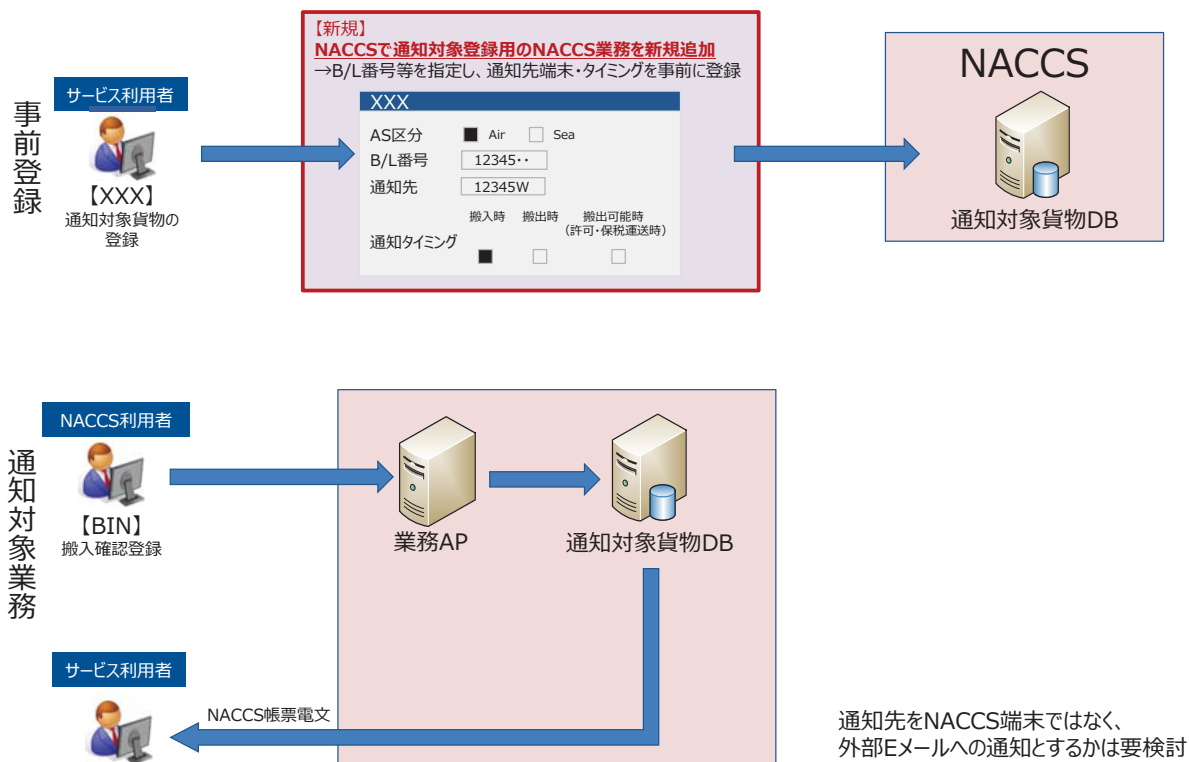 事前登録
サービス利用者
【XXX】
通知対象貨物の
登録
【新規】
NACCSで通知対象登録用のNACCS業務を新規追加
→B/L番号等を指定し、通知先端末・タイミングを事前に登録
XXX
AS区分 Air Sea
B/L番号 12345‥
通知先 12345W
搬入時 搬出時 搬出可能時
(許可・保税運送時)
通知タイミング
NACCS
通知対象貨物DB
通知対象業務
NACCS利用者
【BIN】
搬入確認登録
業務AP
通知対象貨物DB
サービス利用者
NACCS帳票電文
通知先をNACCS端末ではなく、
外部Eメールへの通知とするかは要検討